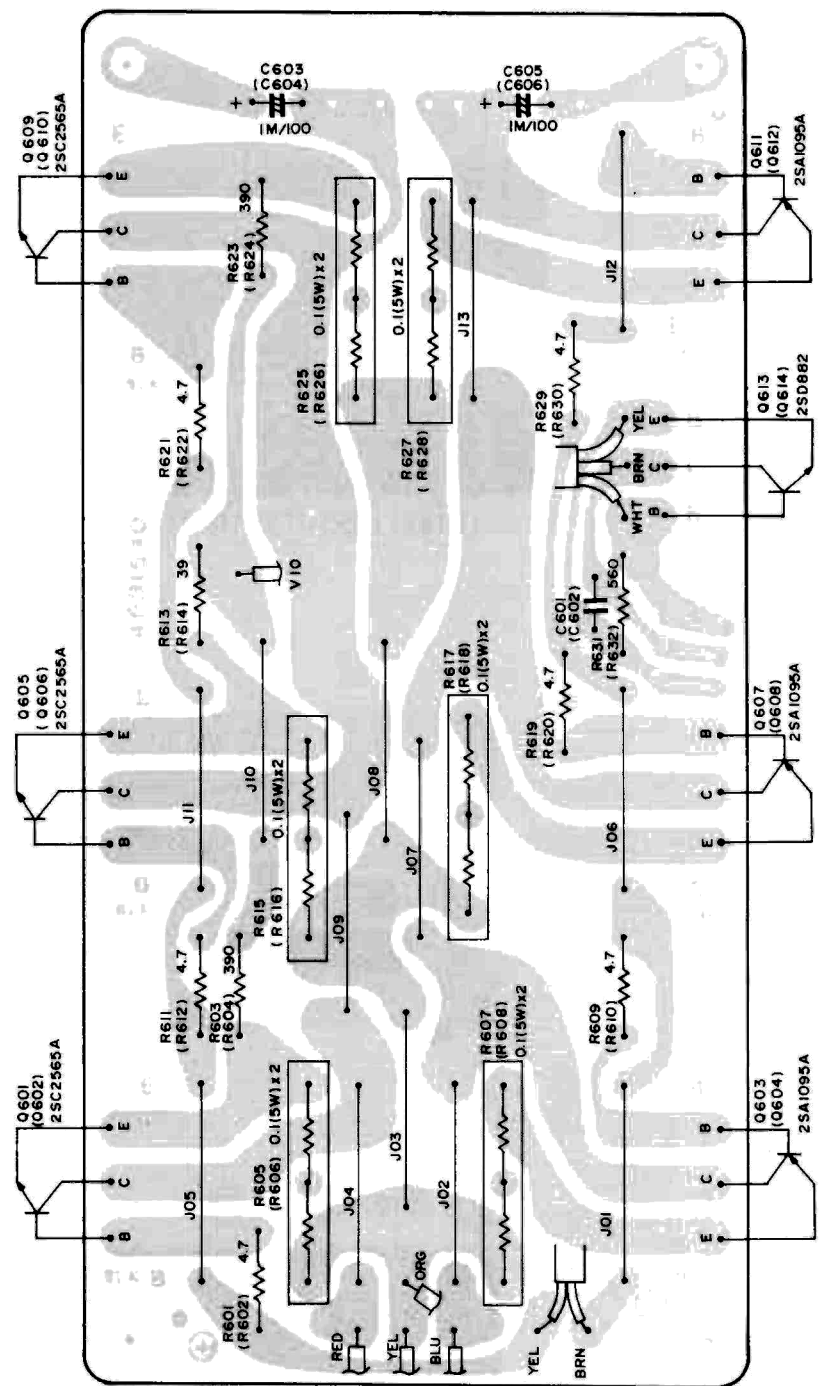 C603
(C604)
+
1M/100
C605
(C606)
+
1M/100
Q609
(Q610)
2SC2565A
E
C
B
390
R623
(R624)
0.1(5W)x2
R625
(R626)
0.1(5W)x2
R627
(R628)
J13
J12
Q611
(Q612)
2SA1095A
B
C
E
4.7
R621
(R622)
4.7
R629
(R630)
YEL
BRN
WHT
E
C
B
Q613
(Q614)
2SD882
39
R613
(R614)
V10
560
C601
(C602)
R631
(R632)
Q605
(Q606)
2SC2565A
E
C
B
J11
J10
0.1(5W)x2
R615
(R616)
J09
J08
J07
R617
(R618)
0.1(5W)x2
4.7
R619
(R620)
J06
Q607
(Q608)
2SA1095A
B
C
E
4.7
R611
(R612)
390
R603
(R604)
4.7
R609
(R610)
Q601
(Q602)
2SC2565A
E
C
B
J05
0.1(5W)x2
R605
(R606)
J04
J03
J02
R607
(R608)
0.1(5W)x2
J01
Q603
(Q604)
2SA1095A
B
C
E
4.7
R601
(R602)
ORG
RED
YEL
BLU
YEL
BRN